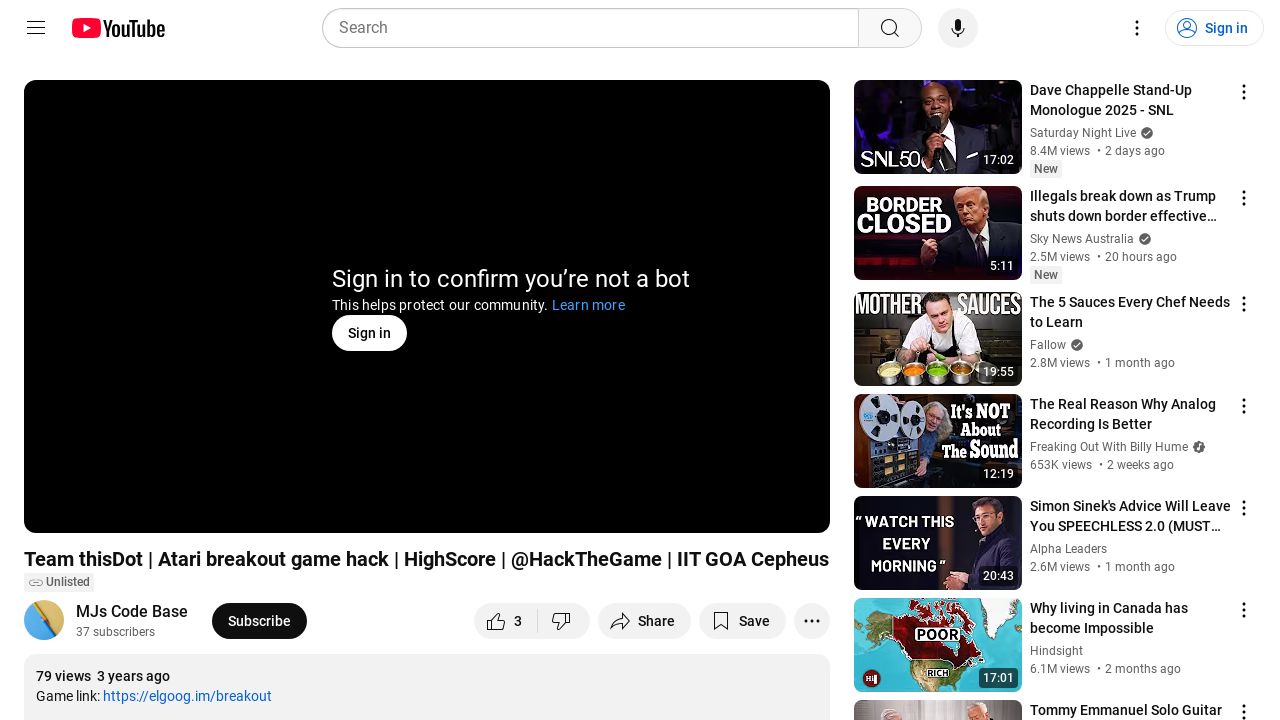 YouTube
Search
Sign in
Sign in to confirm you’re not a bot
This helps protect our community. Learn more
Sign in
Team thisDot | Atari breakout game hack | HighScore | @HackTheGame | IIT GOA Cepheus
Unlisted
MJs Code Base
37 subscribers
Subscribe
3
Share
Save
79 views 3 years ago
Game link: https://elgoog.im/breakout
SNL50
17:02
Dave Chappelle Stand-Up
Monologue 2025 - SNL
Saturday Night Live
8.4M views • 2 days ago
New
BORDER
CLOSED
5:11
Illegals break down as Trump
shuts down border effective…
Sky News Australia
2.5M views • 20 hours ago
New
MOTHER SAUCES
19:55
The 5 Sauces Every Chef Needs
to Learn
Fallow
2.8M views • 1 month ago
It's NOT
About
The Sound
12:19
The Real Reason Why Analog
Recording Is Better
Freaking Out With Billy Hume
653K views • 2 weeks ago
“ WATCH THIS
EVERY
MORNING ”
20:43
Simon Sinek's Advice Will Leave
You SPEECHLESS 2.0 (MUST…
Alpha Leaders
2.6M views • 1 month ago
POOR
RICH
17:01
Why living in Canada has
become Impossible
Hindsight
6.1M views • 2 months ago
Tommy Emmanuel Solo Guitar